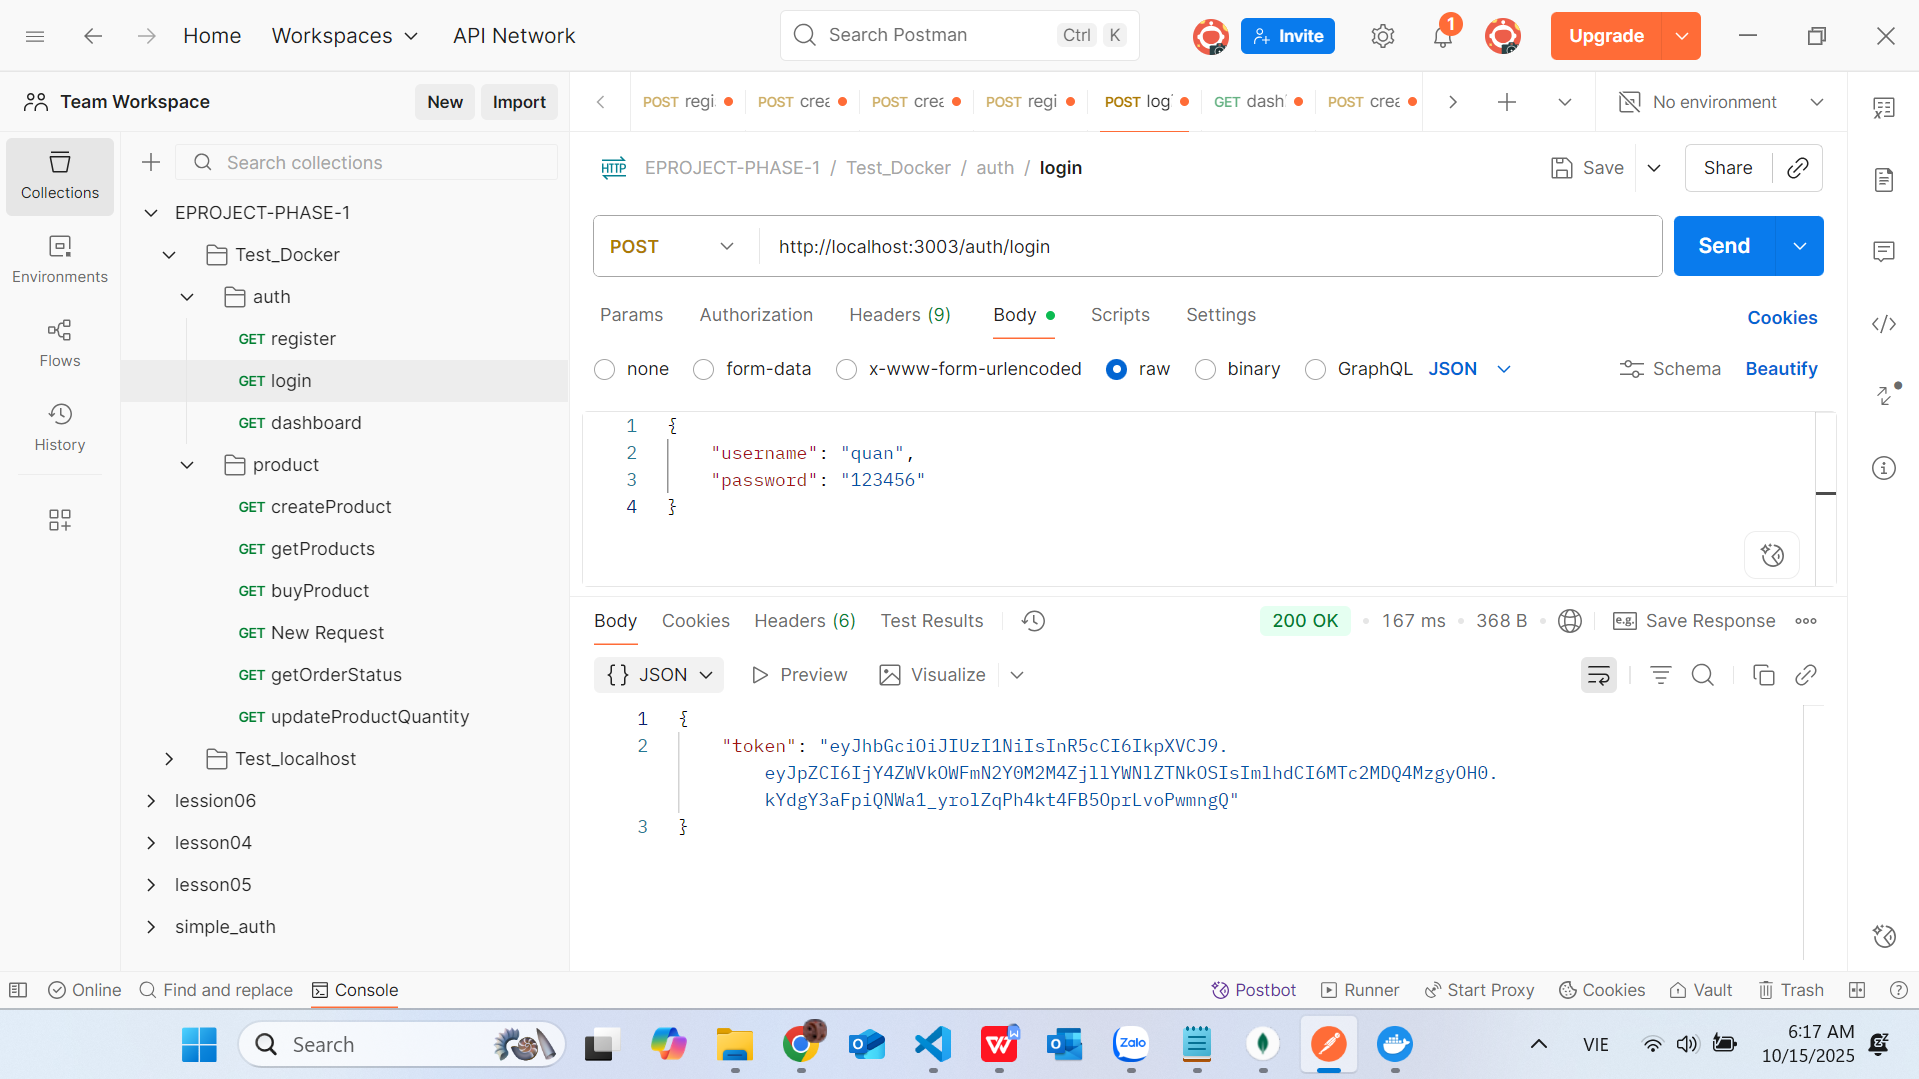 Home Workspaces API Network Search Postman Ctrl K Invite 1 Upgrade
Team Workspace New Import
POST regi POST crea POST crea POST regi POST log GET dash POST crea No environment
Collections
Environments
Flows
History
Search collections
EPROJECT-PHASE-1
Test_Docker
auth
GET register
GET login
GET dashboard
product
GET createProduct
GET getProducts
GET buyProduct
GET New Request
GET getOrderStatus
GET updateProductQuantity
Test_localhost
lession06
lesson04
lesson05
simple_auth
HTTP EPROJECT-PHASE-1 / Test_Docker / auth / login Save Share
POST http://localhost:3003/auth/login Send
Params Authorization Headers (9) Body Scripts Settings Cookies
none form-data x-www-form-urlencoded raw binary GraphQL JSON Schema Beautify
1 {
2 "username": "quan",
3 "password": "123456"
4 }
Body Cookies Headers (6) Test Results 200 OK 167 ms 368 B e.g. Save Response
{} JSON Preview Visualize
1 {
2 "token": "eyJhbGciOiJIUzI1NiIsInR5cCI6IkpXVCJ9.
eyJpZCI6IjY4ZWVkOWFmN2Y0M2M4ZjllYWNlZTNkOSIsImlhdCI6MTc2MDQ4MzgyOH0.
kYdgY3aFpiQNWa1_yrolZqPh4kt4FB5OprLvoPwmngQ"
3 }
Online Find and replace Console Postbot Runner Start Proxy Cookies Vault Trash
Search Zalo VIE 6:17 AM
10/15/2025